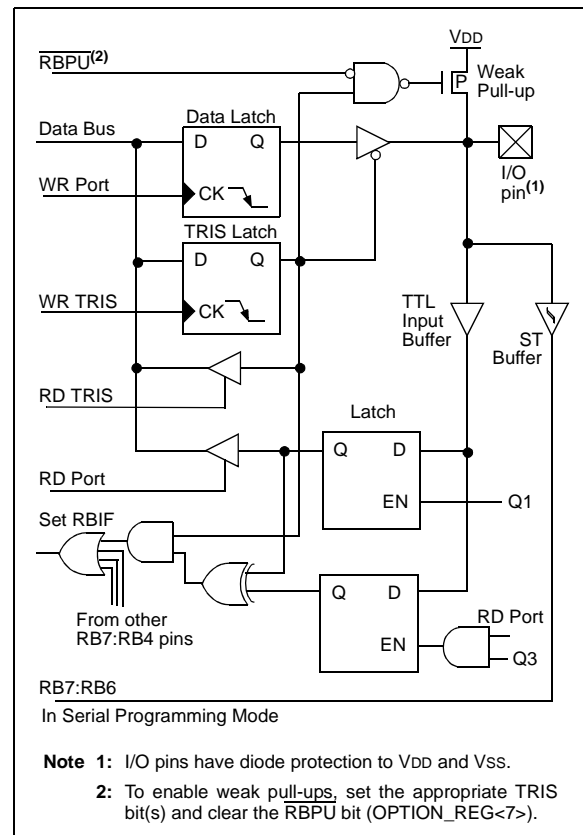 VDD
RBPU(2)
P
Weak
Pull-up
Data Latch
Data Bus
D Q
WR Port
CK
I/O
pin(1)
TRIS Latch
D Q
WR TRIS
CK
TTL
Input
Buffer
ST
Buffer
RD TRIS
Latch
Q D
RD Port
EN
Q1
Set RBIF
Q D
RD Port
EN
Q3
From other
RB7:RB4 pins
RB7:RB6
In Serial Programming Mode
Note 1: I/O pins have diode protection to VDD and VSS.
2: To enable weak pull-ups, set the appropriate TRIS
bit(s) and clear the RBPU bit (OPTION_REG<7>).